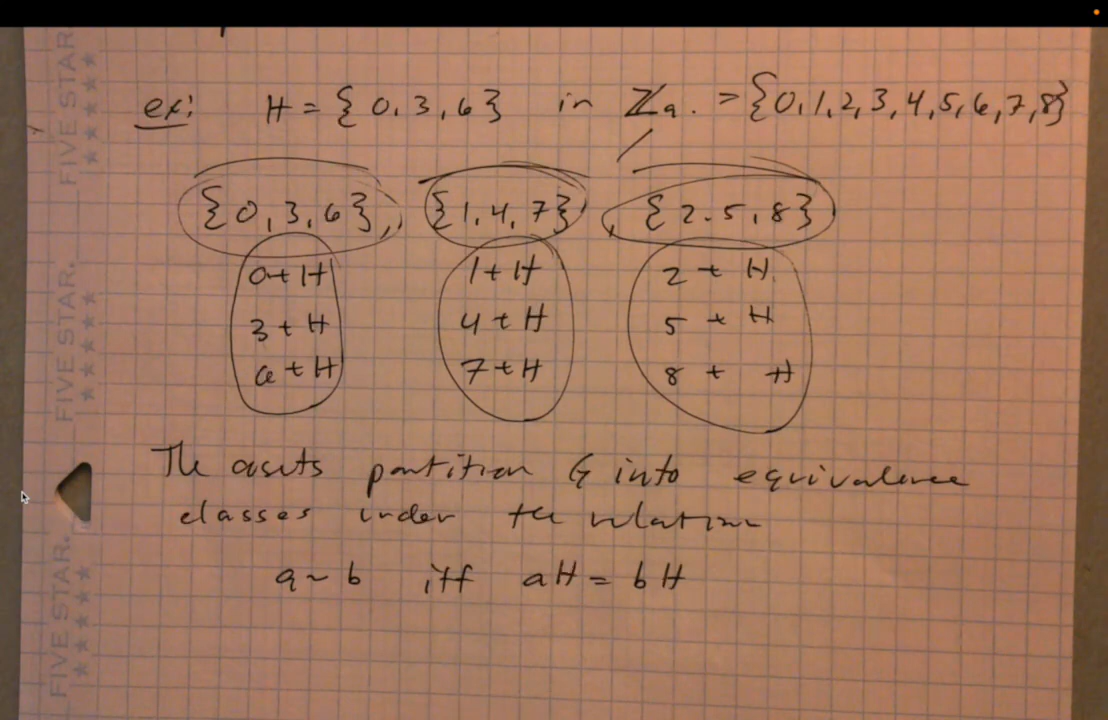 ex: H = { 0, 3, 6 } in ℤ9. = {0, 1, 2, 3, 4, 5, 6, 7, 8}
{ 0, 3, 6 }, { 1, 4, 7 }, { 2. 5, 8 }
0 + H 1 + H 2 + H
3 + H 4 + H 5 + H
6 + H 7 + H 8 + H
The cosets partition G into equivalence
classes under the relation
a ~ b iff aH = bH
FIVE STAR.
FIVE STAR.
FIVE STAR.